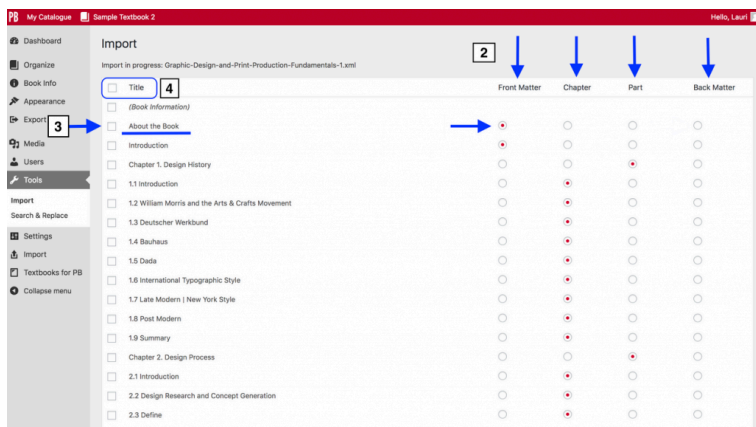 PB My Catalogue Sample Textbook 2 Hello, Lauri
Dashboard
Organize
Book Info
Appearance
Export
Media
Users
Tools
Import
Search & Replace
Settings
Import
Textbooks for PB
Collapse menu
Import
Import in progress: Graphic-Design-and-Print-Production-Fundamentals-1.xml
2
Title 4 Front Matter Chapter Part Back Matter
(Book Information)
3 About the Book
Introduction
Chapter 1. Design History
1.1 Introduction
1.2 William Morris and the Arts & Crafts Movement
1.3 Deutscher Werkbund
1.4 Bauhaus
1.5 Dada
1.6 International Typographic Style
1.7 Late Modern | New York Style
1.8 Post Modern
1.9 Summary
Chapter 2. Design Process
2.1 Introduction
2.2 Design Research and Concept Generation
2.3 Define